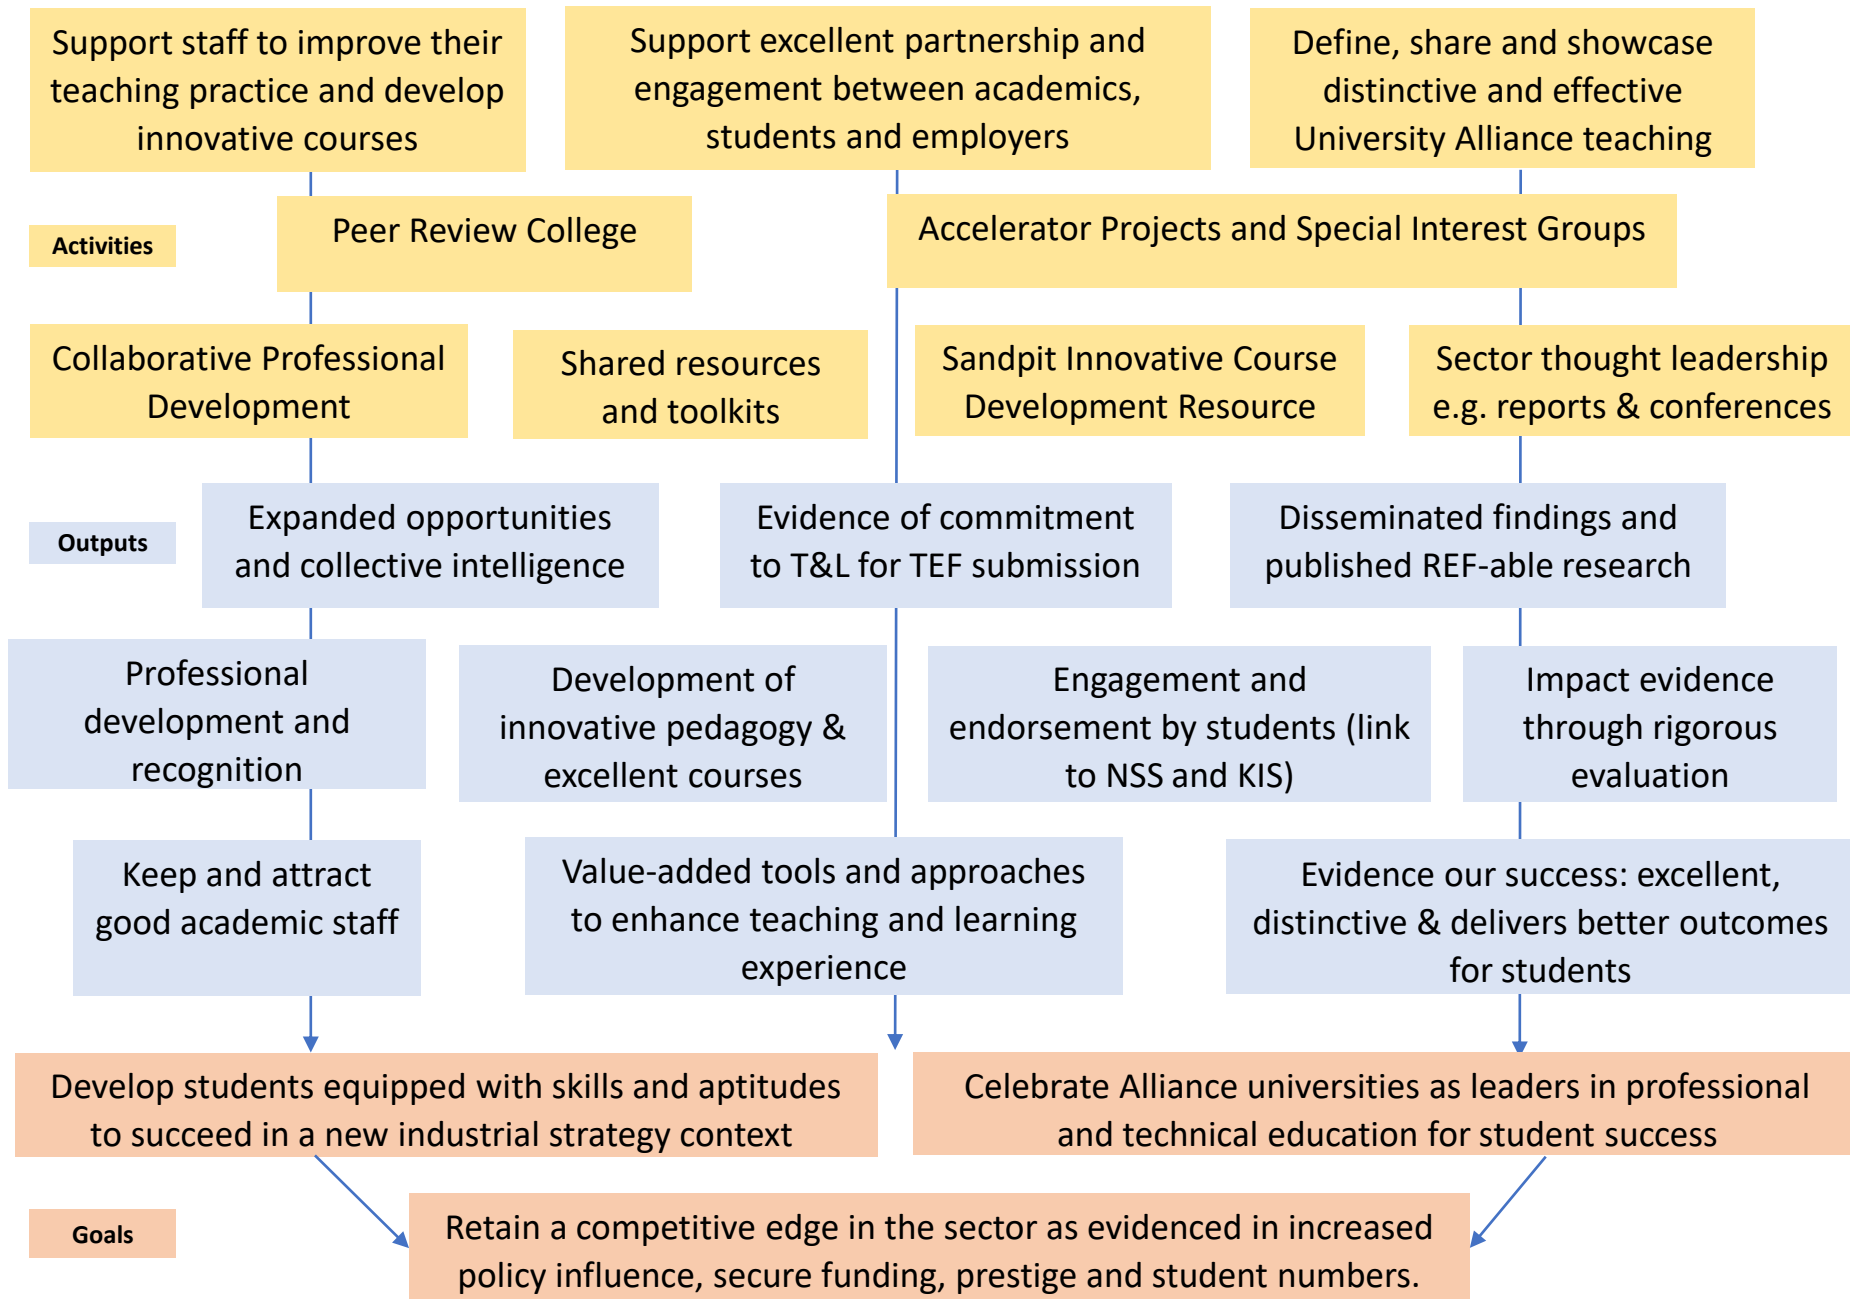 Support staff to improve their
teaching practice and develop
innovative courses
Support excellent partnership and
engagement between academics,
students and employers
Define, share and showcase
distinctive and effective
University Alliance teaching
Activities
Peer Review College
Accelerator Projects and Special Interest Groups
Collaborative Professional
Development
Shared resources
and toolkits
Sandpit Innovative Course
Development Resource
Sector thought leadership
e.g. reports & conferences
Outputs
Expanded opportunities
and collective intelligence
Evidence of commitment
to T&L for TEF submission
Disseminated findings and
published REF-able research
Professional
development and
recognition
Development of
innovative pedagogy &
excellent courses
Engagement and
endorsement by students (link
to NSS and KIS)
Impact evidence
through rigorous
evaluation
Keep and attract
good academic staff
Value-added tools and approaches
to enhance teaching and learning
experience
Evidence our success: excellent,
distinctive & delivers better outcomes
for students
Develop students equipped with skills and aptitudes
to succeed in a new industrial strategy context
Celebrate Alliance universities as leaders in professional
and technical education for student success
Goals
Retain a competitive edge in the sector as evidenced in increased
policy influence, secure funding, prestige and student numbers.